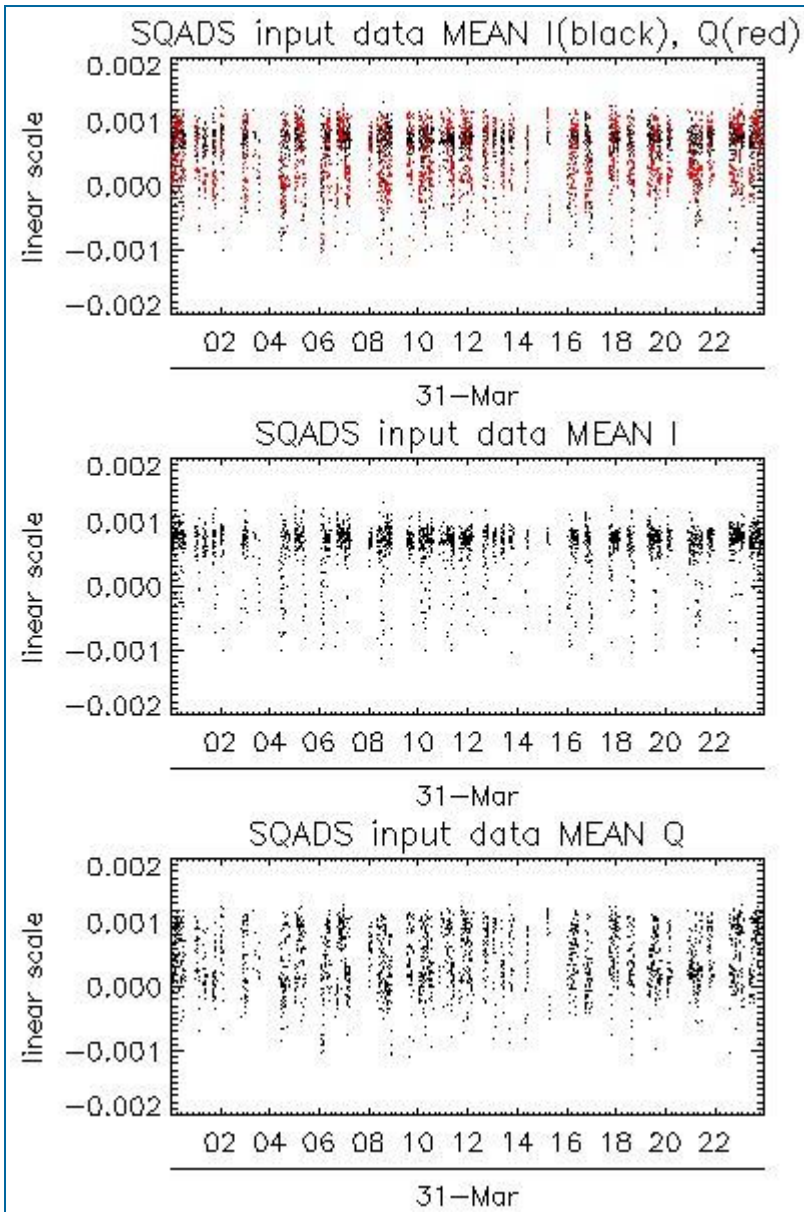 SQADS input data MEAN I(black), Q(red)
linear scale
0.002
0.001
0.000
−0.001
−0.002
02 04 06 08 10 12 14 16 18 20 22
31−Mar
SQADS input data MEAN I
linear scale
0.002
0.001
0.000
−0.001
−0.002
02 04 06 08 10 12 14 16 18 20 22
31−Mar
SQADS input data MEAN Q
linear scale
0.002
0.001
0.000
−0.001
−0.002
02 04 06 08 10 12 14 16 18 20 22
31−Mar